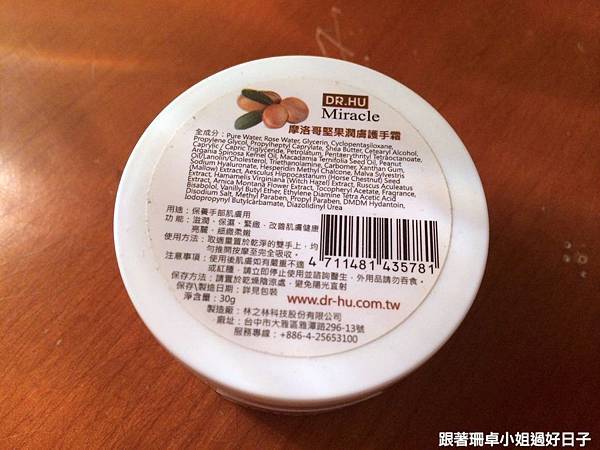 DR.HU
Miracle
摩洛哥堅果潤膚護手霜
全成分：Pure Water, Rose Water, Glycerin, Cyclopentasiloxane,
Propylene Glycol, Propylheptyl Caprylate, Shea Butter, Cetearyl Alcohol,
Caprylic / Capric Triglyceride, Petrolatum, Pentaerythrityl Tetraoctanoate,
Argania Spinosa Kernel Oil, Macadamia Ternifolia Seed Oil, Peanut
Oil/Lanolin/Cholesterol, Triethanolamine, Carbomer, Xanthan Gum,
Sodium Hyaluronate, Hesperidin Methyl Chalcone, Malva Sylvestris
(Mallow) Extract, Aesculus Hippocastanum (Horse Chestnut) Seed
Extract, Hamamelis Virginiana (Witch Hazel) Extract, Ruscus Aculeatus
Extract, Arnica Montana Flower Extract, Tocopheryl Acetate, Fragrance,
Bisabolol, Vanillyl Butyl Ether, Ethylene Diamine Tetra Acetic Acid
Disodium Salt, Methyl Paraben, Propyl Paraben, DMDM Hydantoin,
Iodopropynyl Butylcarbamate, Diazolidinyl Urea
用途：保養手部肌膚用
功能：滋潤、保濕、緊緻，改善肌膚健康
亮麗、細緻柔嫩
使用方法：取適量置於乾淨的雙手上，均
勻推開按摩至完全吸收。
注意事項：使用後肌膚如有嚴重不適
或紅腫，請立即停止使用並諮詢醫生，外用品請勿吞食。
保存方法：請置於乾燥陰涼處，避免陽光直射
保存\製造日期：詳見包裝
淨含量：30g
製造廠：林之林科技股份有限公司
廠址：台中市大雅區雅潭路296-13號
服務專線：+886-4-25653100
4 711481 435781
www.dr-hu.com.tw
跟著珊卓小姐過好日子